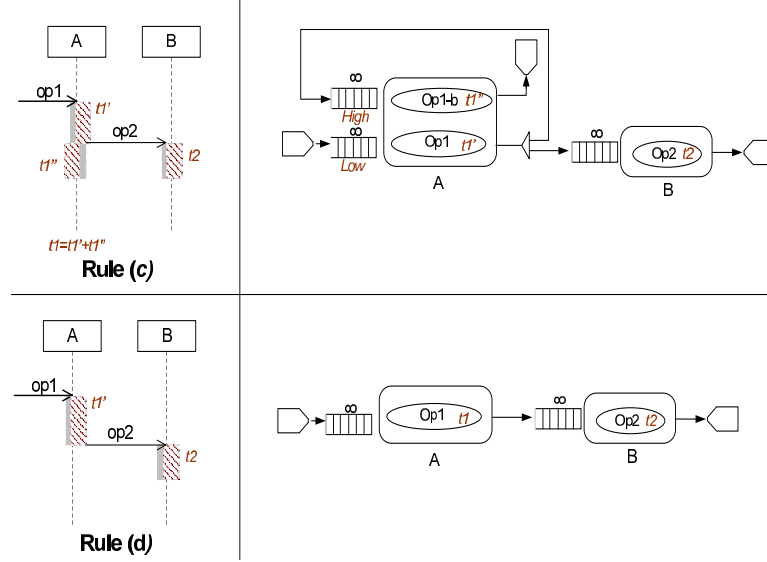 A
B
op1
t1'
op2
t1"
t2
t1=t1'+t1"
Rule (c)
∞
High
∞
Low
Op1-b t1"
Op1 t1'
A
∞
Op2 t2
B
A
B
op1
t1'
op2
t2
Rule (d)
∞
Op1 t1
A
∞
Op2 t2
B